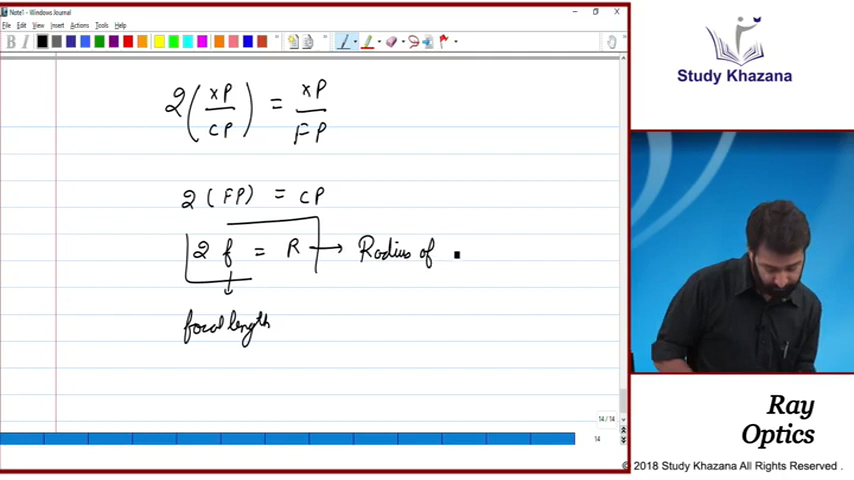 Note1 - Windows Journal
File Edit View Insert Actions Tools Help
B I
Study Khazana
2(XP/CP) = XP/FP
2(FP) = CP
2f = R → Radius of
focal length
14/14
14
Ray
Optics
© 2018 Study Khazana All Rights Reserved .